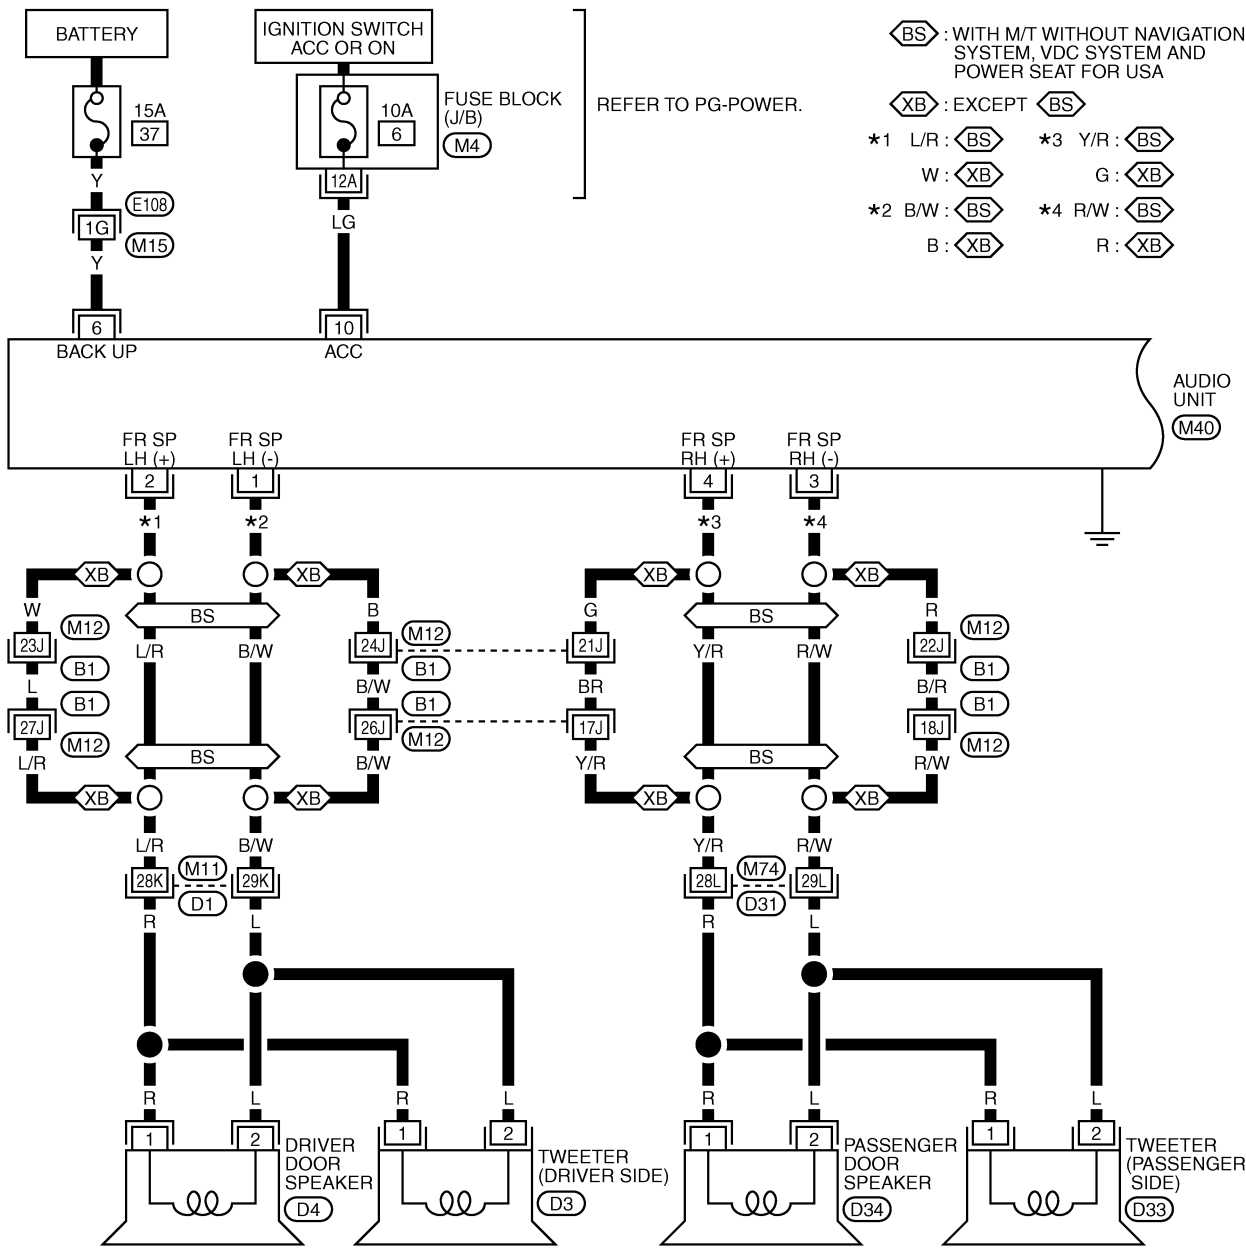 BATTERY
IGNITION SWITCH
ACC OR ON
15A
37
10A
6
FUSE BLOCK
(J/B)
M4
REFER TO PG-POWER.
BS : WITH M/T WITHOUT NAVIGATION
SYSTEM, VDC SYSTEM AND
POWER SEAT FOR USA
XB : EXCEPT BS
*1 L/R : BS *3 Y/R : BS
W : XB G : XB
*2 B/W : BS *4 R/W : BS
B : XB R : XB
12A
Y
E108
1G
M15
LG
Y
6
10
BACK UP
ACC
AUDIO
UNIT
M40
FR SP
LH (+)
FR SP
LH (-)
FR SP
RH (+)
FR SP
RH (-)
2
1
4
3
*1
*2
*3
*4
XB
XB
XB
XB
W
BS
B
G
BS
R
M12
M12
M12
23J
L/R
B/W
24J
21J
Y/R
R/W
22J
B1
B1
B1
L
B/W
BR
B/R
B1
B1
B1
27J
26J
17J
18J
M12
M12
M12
L/R
BS
B/W
Y/R
BS
R/W
XB
XB
XB
XB
L/R
B/W
Y/R
R/W
28K
M11
29K
28L
M74
29L
D1
D31
R
L
R
L
R
L
R
L
R
L
R
L
1
2
1
2
1
2
1
2
DRIVER
DOOR
SPEAKER
D4
TWEETER
(DRIVER SIDE)
D3
PASSENGER
DOOR
SPEAKER
D34
TWEETER
(PASSENGER
SIDE)
D33